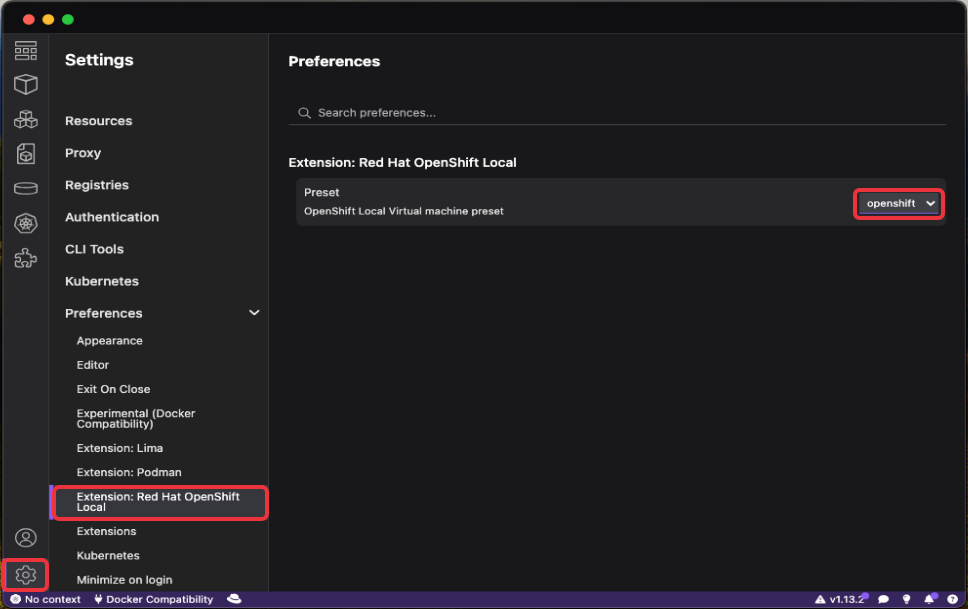 Settings
Resources
Proxy
Registries
Authentication
CLI Tools
Kubernetes
Preferences
Appearance
Editor
Exit On Close
Experimental (Docker
Compatibility)
Extension: Lima
Extension: Podman
Extension: Red Hat OpenShift
Local
Extensions
Kubernetes
Minimize on login
Preferences
Search preferences...
Extension: Red Hat OpenShift Local
Preset
OpenShift Local Virtual machine preset
openshift
No context
Docker Compatibility
v1.13.2